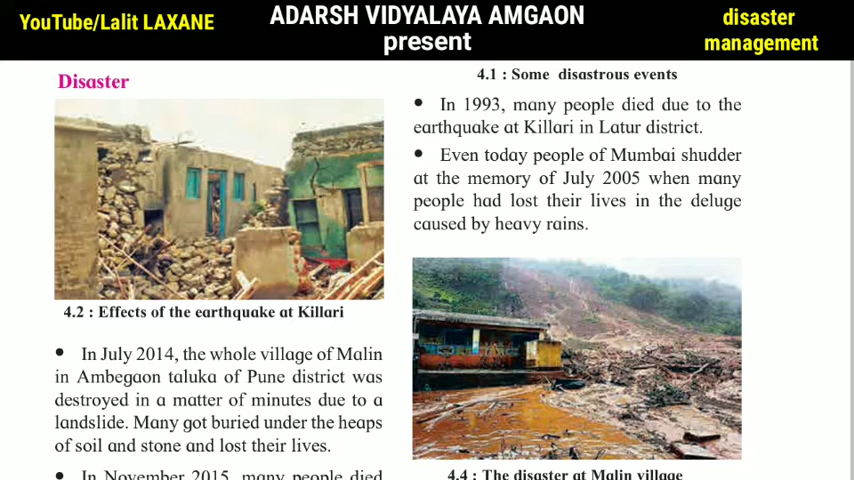 YouTube/Lalit LAXANE
ADARSH VIDYALAYA AMGAON
present
disaster
management
Disaster
4.2 : Effects of the earthquake at Killari
● In July 2014, the whole village of Malin
in Ambegaon taluka of Pune district was
destroyed in a matter of minutes due to a
landslide. Many got buried under the heaps
of soil and stone and lost their lives.
● In November 2015, many people died
4.1 : Some disastrous events
● In 1993, many people died due to the
earthquake at Killari in Latur district.
● Even today people of Mumbai shudder
at the memory of July 2005 when many
people had lost their lives in the deluge
caused by heavy rains.
4.4 : The disaster at Malin village